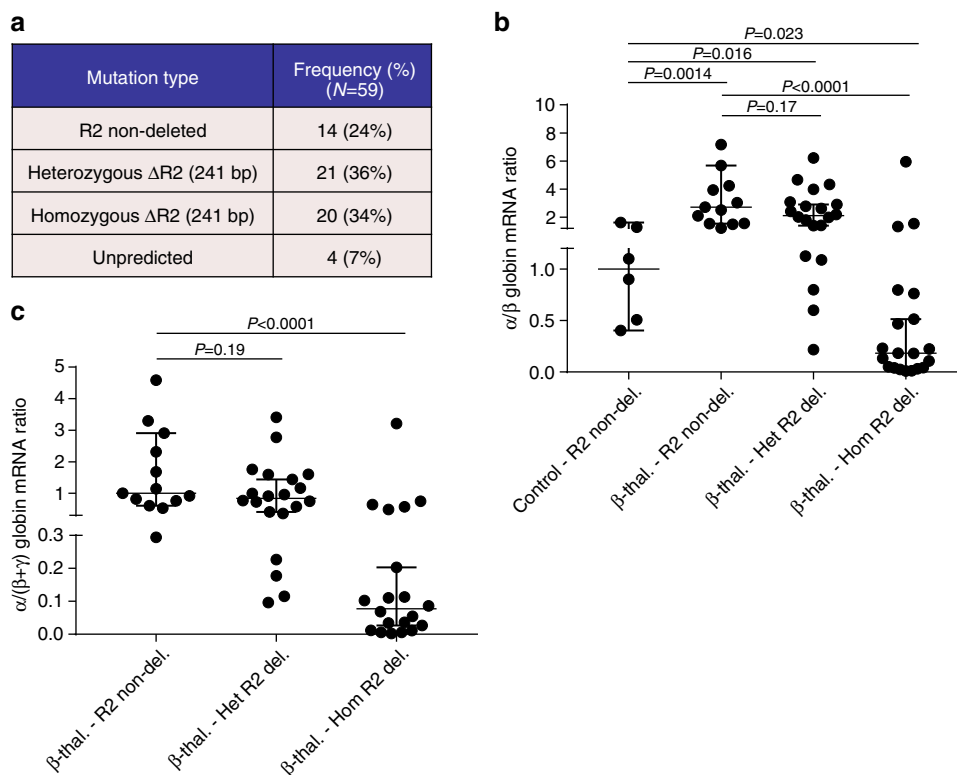 a
Mutation type Frequency (%) (N=59)
R2 non-deleted 14 (24%)
Heterozygous ΔR2 (241 bp) 21 (36%)
Homozygous ΔR2 (241 bp) 20 (34%)
Unpredicted 4 (7%)
b
P=0.023
P=0.016
P=0.0014
P<0.0001
P=0.17
α/β globin mRNA ratio
10
8
6
4
2
1.0
0.5
0.0
Control - R2 non-del.
β-thal. - R2 non-del.
β-thal. - Het R2 del.
β-thal. - Hom R2 del.
c
P<0.0001
P=0.19
α/(β+γ) globin mRNA ratio
5
4
3
2
1
0.3
0.2
0.1
0.0
β-thal. - R2 non-del.
β-thal. - Het R2 del.
β-thal. - Hom R2 del.